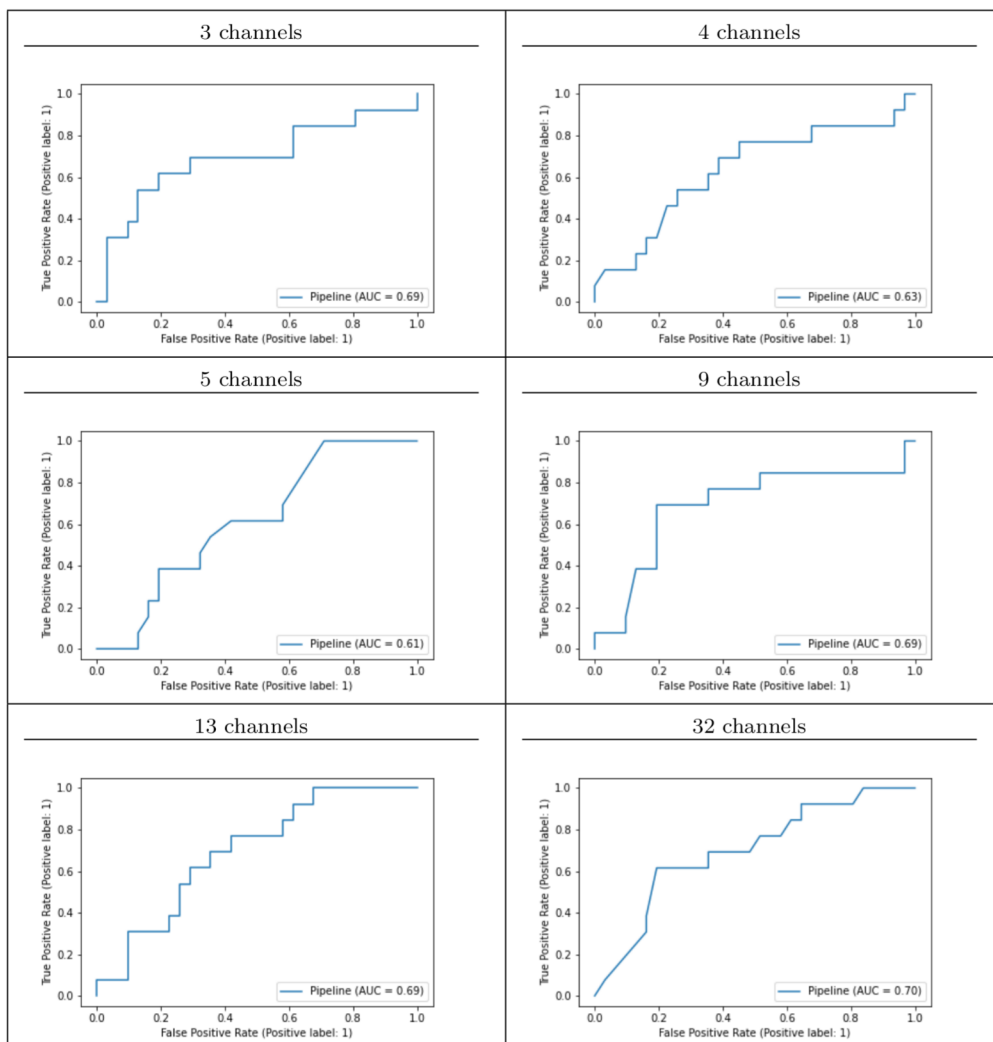 3 channels
True Positive Rate (Positive label: 1)
1.0
0.8
0.6
0.4
0.2
0.0
Pipeline (AUC = 0.69)
0.0 0.2 0.4 0.6 0.8 1.0
False Positive Rate (Positive label: 1)
4 channels
True Positive Rate (Positive label: 1)
1.0
0.8
0.6
0.4
0.2
0.0
Pipeline (AUC = 0.63)
0.0 0.2 0.4 0.6 0.8 1.0
False Positive Rate (Positive label: 1)
5 channels
True Positive Rate (Positive label: 1)
1.0
0.8
0.6
0.4
0.2
0.0
Pipeline (AUC = 0.61)
0.0 0.2 0.4 0.6 0.8 1.0
False Positive Rate (Positive label: 1)
9 channels
True Positive Rate (Positive label: 1)
1.0
0.8
0.6
0.4
0.2
0.0
Pipeline (AUC = 0.69)
0.0 0.2 0.4 0.6 0.8 1.0
False Positive Rate (Positive label: 1)
13 channels
True Positive Rate (Positive label: 1)
1.0
0.8
0.6
0.4
0.2
0.0
Pipeline (AUC = 0.69)
0.0 0.2 0.4 0.6 0.8 1.0
False Positive Rate (Positive label: 1)
32 channels
True Positive Rate (Positive label: 1)
1.0
0.8
0.6
0.4
0.2
0.0
Pipeline (AUC = 0.70)
0.0 0.2 0.4 0.6 0.8 1.0
False Positive Rate (Positive label: 1)